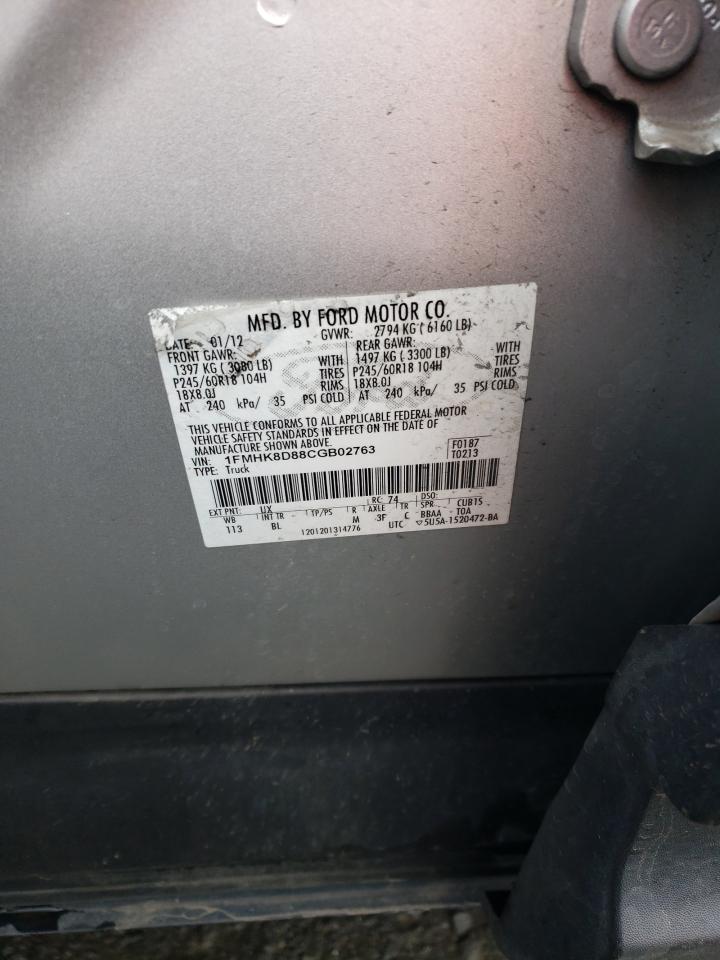 MFD. BY FORD MOTOR CO.
DATE: 01/12 GVWR: 2794 KG ( 6160 LB)
FRONT GAWR: REAR GAWR:
1397 KG ( 3080 LB) WITH 1497 KG ( 3300 LB) WITH
P245/60R18 104H TIRES P245/60R18 104H TIRES
18X8.0J RIMS 18X8.0J RIMS
AT 240 kPa/ 35 PSI COLD AT 240 kPa/ 35 PSI COLD
THIS VEHICLE CONFORMS TO ALL APPLICABLE FEDERAL MOTOR
VEHICLE SAFETY STANDARDS IN EFFECT ON THE DATE OF
MANUFACTURE SHOWN ABOVE.
VIN: 1FMHK8D88CGB02763 F0187
TYPE: Truck T0213
EXT PNT: UX RC: 74 DSO:
WB INT TR TP/PS R AXLE TR SPR CUB15
113 BL M 3F C BBAA TOA
1201201314776 UTC ▽5U5A-1520472-BA